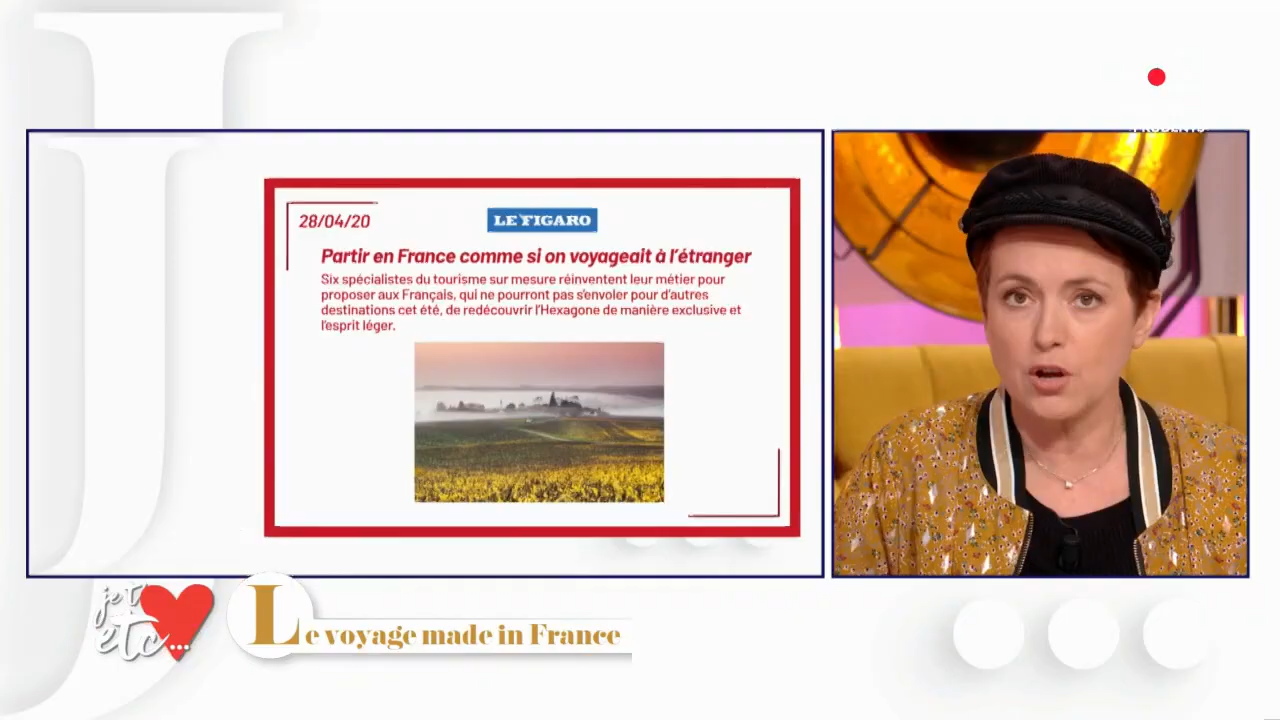 PRUDENTS
28/04/20
LE FIGARO
Partir en France comme si on voyageait à l'étranger
Six spécialistes du tourisme sur mesure réinventent leur métier pour
proposer aux Français, qui ne pourront pas s'envoler pour d'autres
destinations cet été, de redécouvrir l'Hexagone de manière exclusive et
l'esprit léger.
je t'
etc...
Le voyage made in France